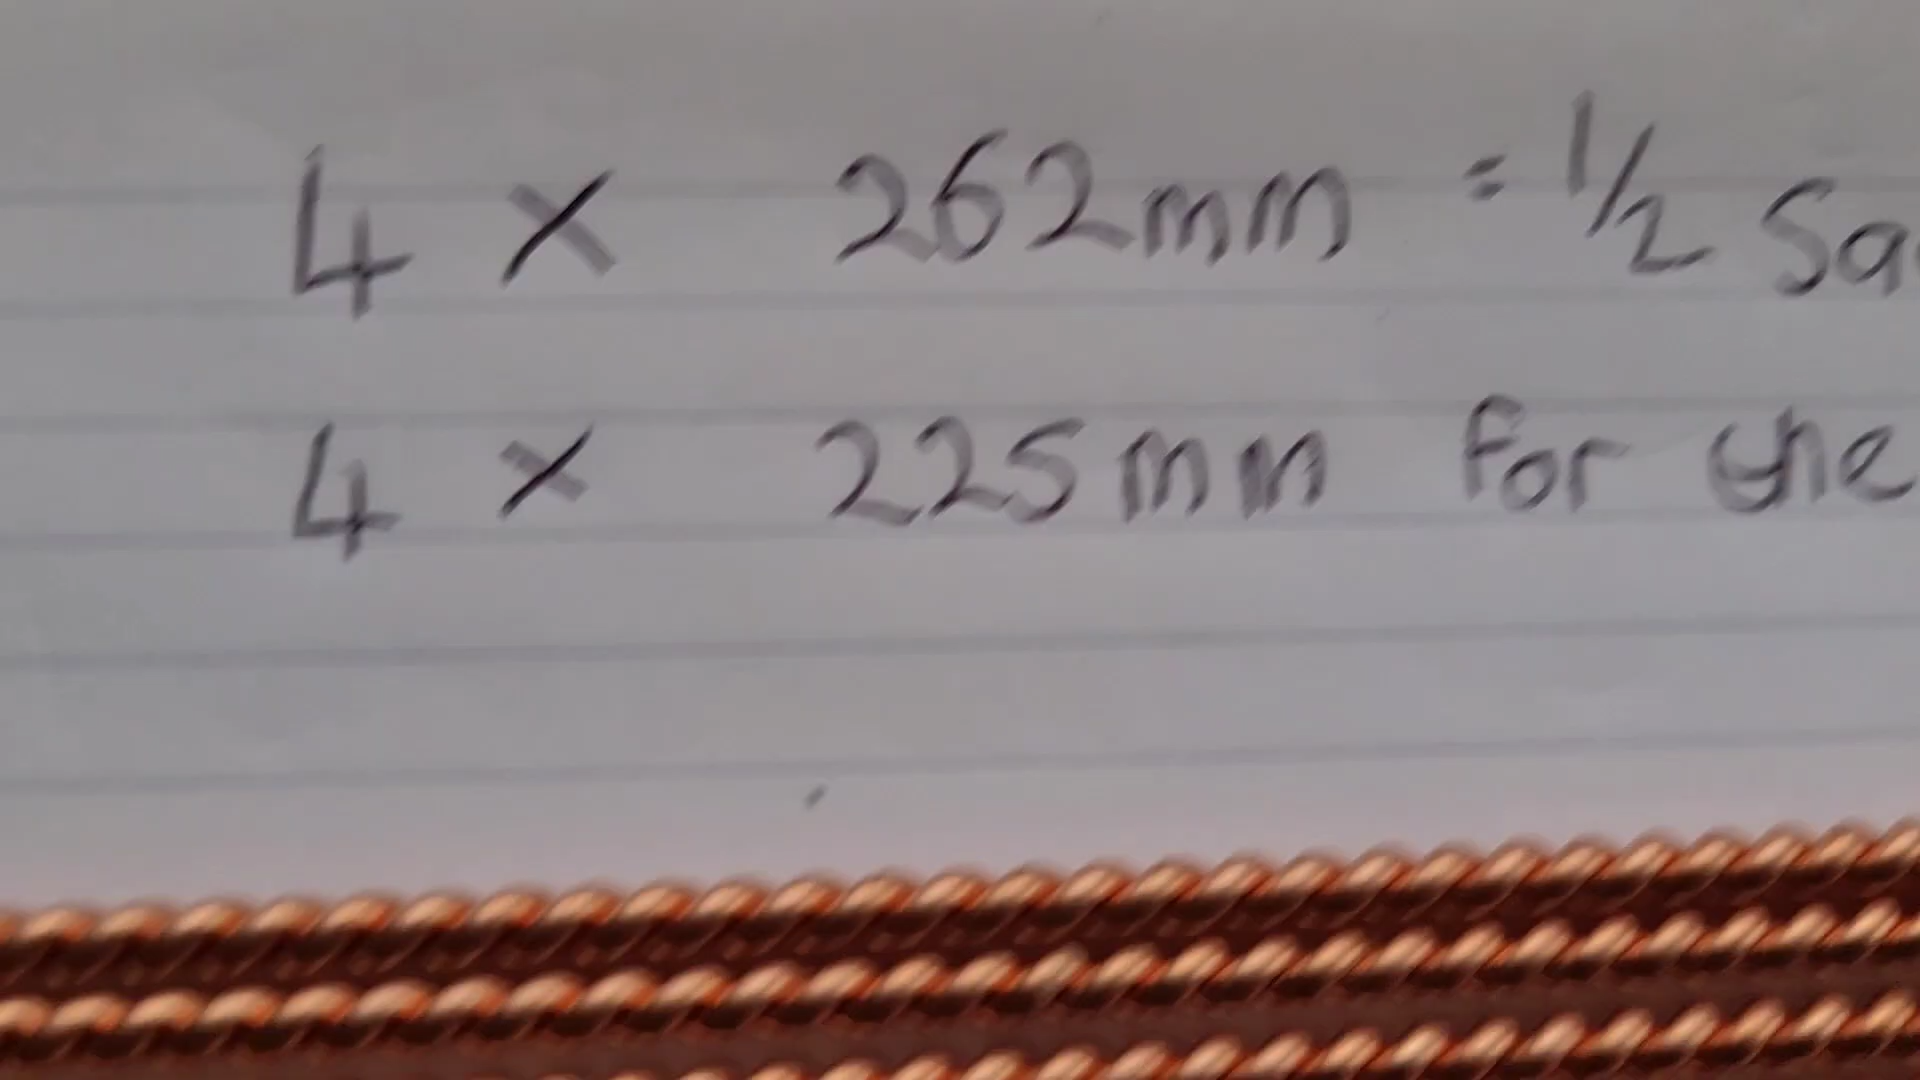 4 × 262mm = 1/2
4 × 225mm for the